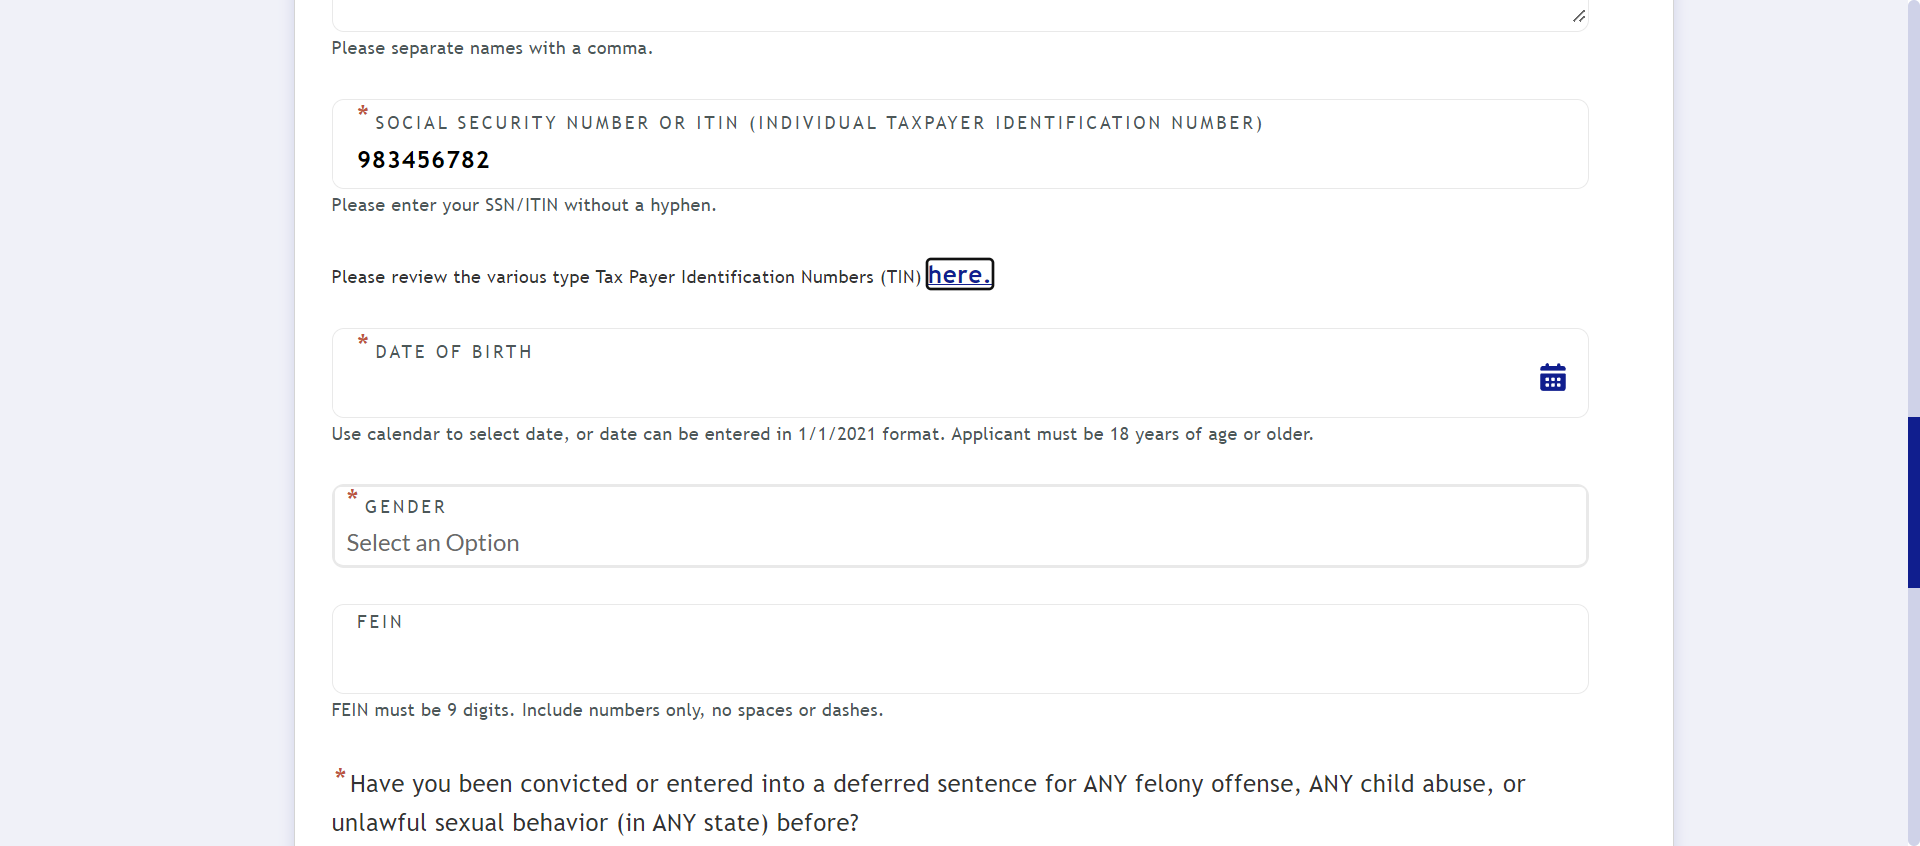 Please separate names with a comma.
* SOCIAL SECURITY NUMBER OR ITIN (INDIVIDUAL TAXPAYER IDENTIFICATION NUMBER)
983456782
Please enter your SSN/ITIN without a hyphen.
Please review the various type Tax Payer Identification Numbers (TIN) here.
* DATE OF BIRTH
Use calendar to select date, or date can be entered in 1/1/2021 format. Applicant must be 18 years of age or older.
* GENDER
Select an Option
FEIN
FEIN must be 9 digits. Include numbers only, no spaces or dashes.
* Have you been convicted or entered into a deferred sentence for ANY felony offense, ANY child abuse, or
unlawful sexual behavior (in ANY state) before?